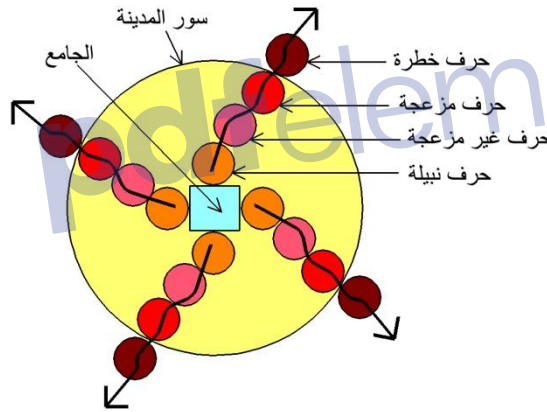 سور المدينة
الجامع
حرف خطرة
حرف مزعجة
حرف غير مزعجة
حرف نبيلة
pdfelem